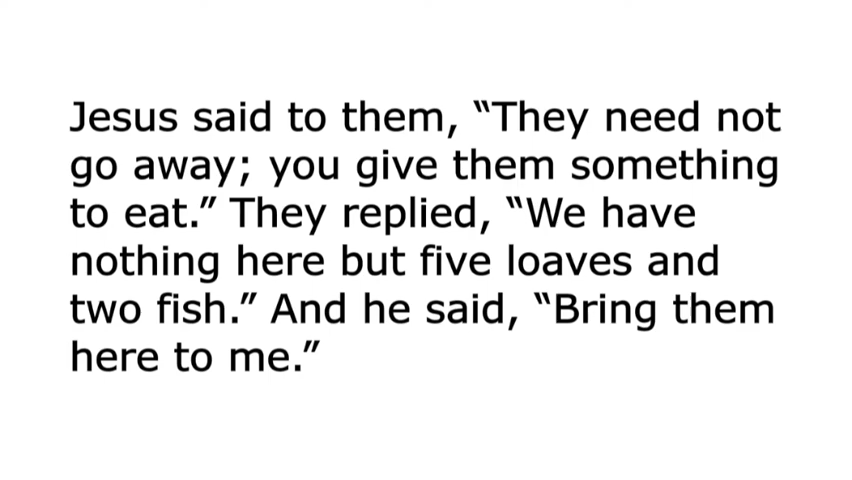 Jesus said to them, “They need not
go away; you give them something
to eat.” They replied, “We have
nothing here but five loaves and
two fish.” And he said, “Bring them
here to me.”